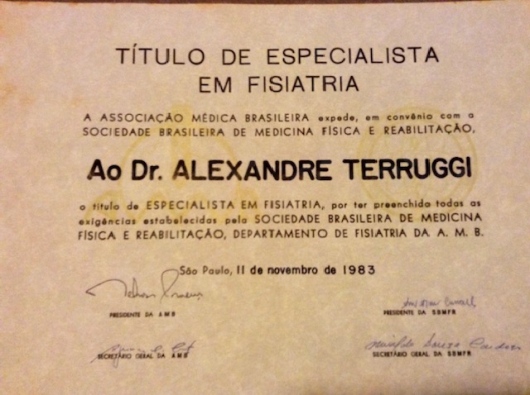 TÍTULO DE ESPECIALISTA
EM FISIATRIA
A ASSOCIAÇÃO MÉDICA BRASILEIRA expede, em convênio com a
SOCIEDADE BRASILEIRA DE MEDICINA FÍSICA E REABILITAÇÃO,
Ao Dr. ALEXANDRE TERRUGGI
o título de ESPECIALISTA EM FISIATRIA, por ter preenchido todas as
exigências estabelecidas pela SOCIEDADE BRASILEIRA DE MEDICINA
FÍSICA E REABILITAÇÃO, DEPARTAMENTO DE FISIATRIA DA A. M. B.
São Paulo, 11 de novembro de 1983
PRESIDENTE DA AMB
PRESIDENTE DA SBMFR
SECRETÁRIO GERAL DA AMB
SECRETÁRIO GERAL DA SBMFR